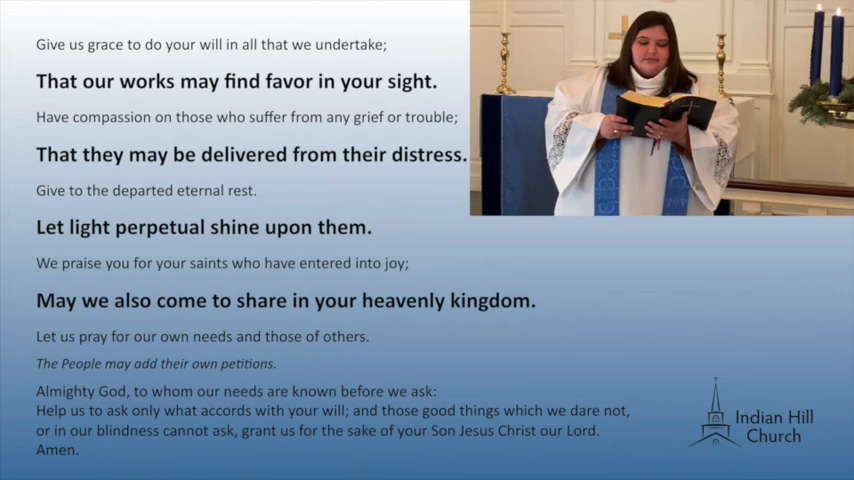 Give us grace to do your will in all that we undertake;
That our works may find favor in your sight.
Have compassion on those who suffer from any grief or trouble;
That they may be delivered from their distress.
Give to the departed eternal rest.
Let light perpetual shine upon them.
We praise you for your saints who have entered into joy;
May we also come to share in your heavenly kingdom.
Let us pray for our own needs and those of others.
The People may add their own petitions.
Almighty God, to whom our needs are known before we ask:
Help us to ask only what accords with your will; and those good things which we dare not,
or in our blindness cannot ask, grant us for the sake of your Son Jesus Christ our Lord.
Amen.
Indian Hill
Church